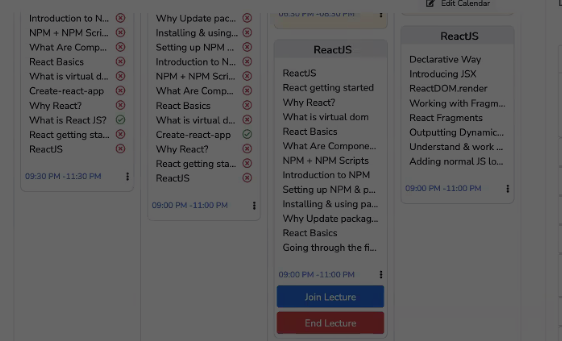 Introduction to N...
NPM + NPM Scri...
What Are Comp...
React Basics
What is virtual d...
Create-react-app
Why React?
What is React JS?
React getting sta...
ReactJS
09:30 PM -11:30 PM
Why Update pac...
Installing & using...
Setting up NPM ...
Introduction to N...
NPM + NPM Scri...
What Are Comp...
React Basics
What is virtual d...
Create-react-app
Why React?
React getting sta...
ReactJS
09:00 PM -11:00 PM
ReactJS
ReactJS
React getting started
Why React?
What is virtual dom
React Basics
What Are Compone...
NPM + NPM Scripts
Introduction to NPM
Setting up NPM & p...
Installing & using pa...
Why Update packag...
React Basics
Going through the fi...
09:00 PM -11:00 PM
Join Lecture
End Lecture
Edit Calendar
ReactJS
Declarative Way
Introducing JSX
ReactDOM.render
Working with Fragm...
React Fragments
Outputting Dynamic...
Understand & work ...
Adding normal JS lo...
09:00 PM -11:00 PM